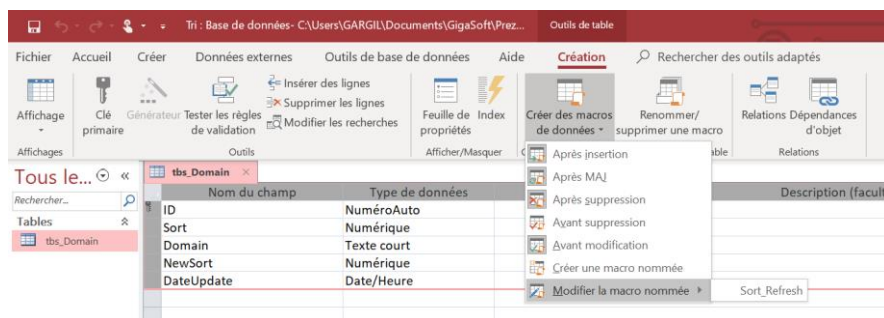 Tri : Base de données- C:\Users\GARGIL\Documents\GigaSoft\Prez... Outils de table
Fichier Accueil Créer Données externes Outils de base de données Aide Création Rechercher des outils adaptés
Affichage
Clé primaire
Générateur
Tester les règles de validation
Insérer des lignes
Supprimer les lignes
Modifier les recherches
Feuille de propriétés
Index
Créer des macros de données
Renommer/ supprimer une macro
Relations
Dépendances d'objet
Affichages Outils Afficher/Masquer Relations
Tous le... «
Rechercher...
Tables
tbs_Domain
tbs_Domain ×
Nom du champ Type de données Description (facult
ID NuméroAuto
Sort Numérique
Domain Texte court
NewSort Numérique
DateUpdate Date/Heure
Après insertion
Après MAJ
Après suppression
Avant suppression
Avant modification
Créer une macro nommée
Modifier la macro nommée
Sort_Refresh